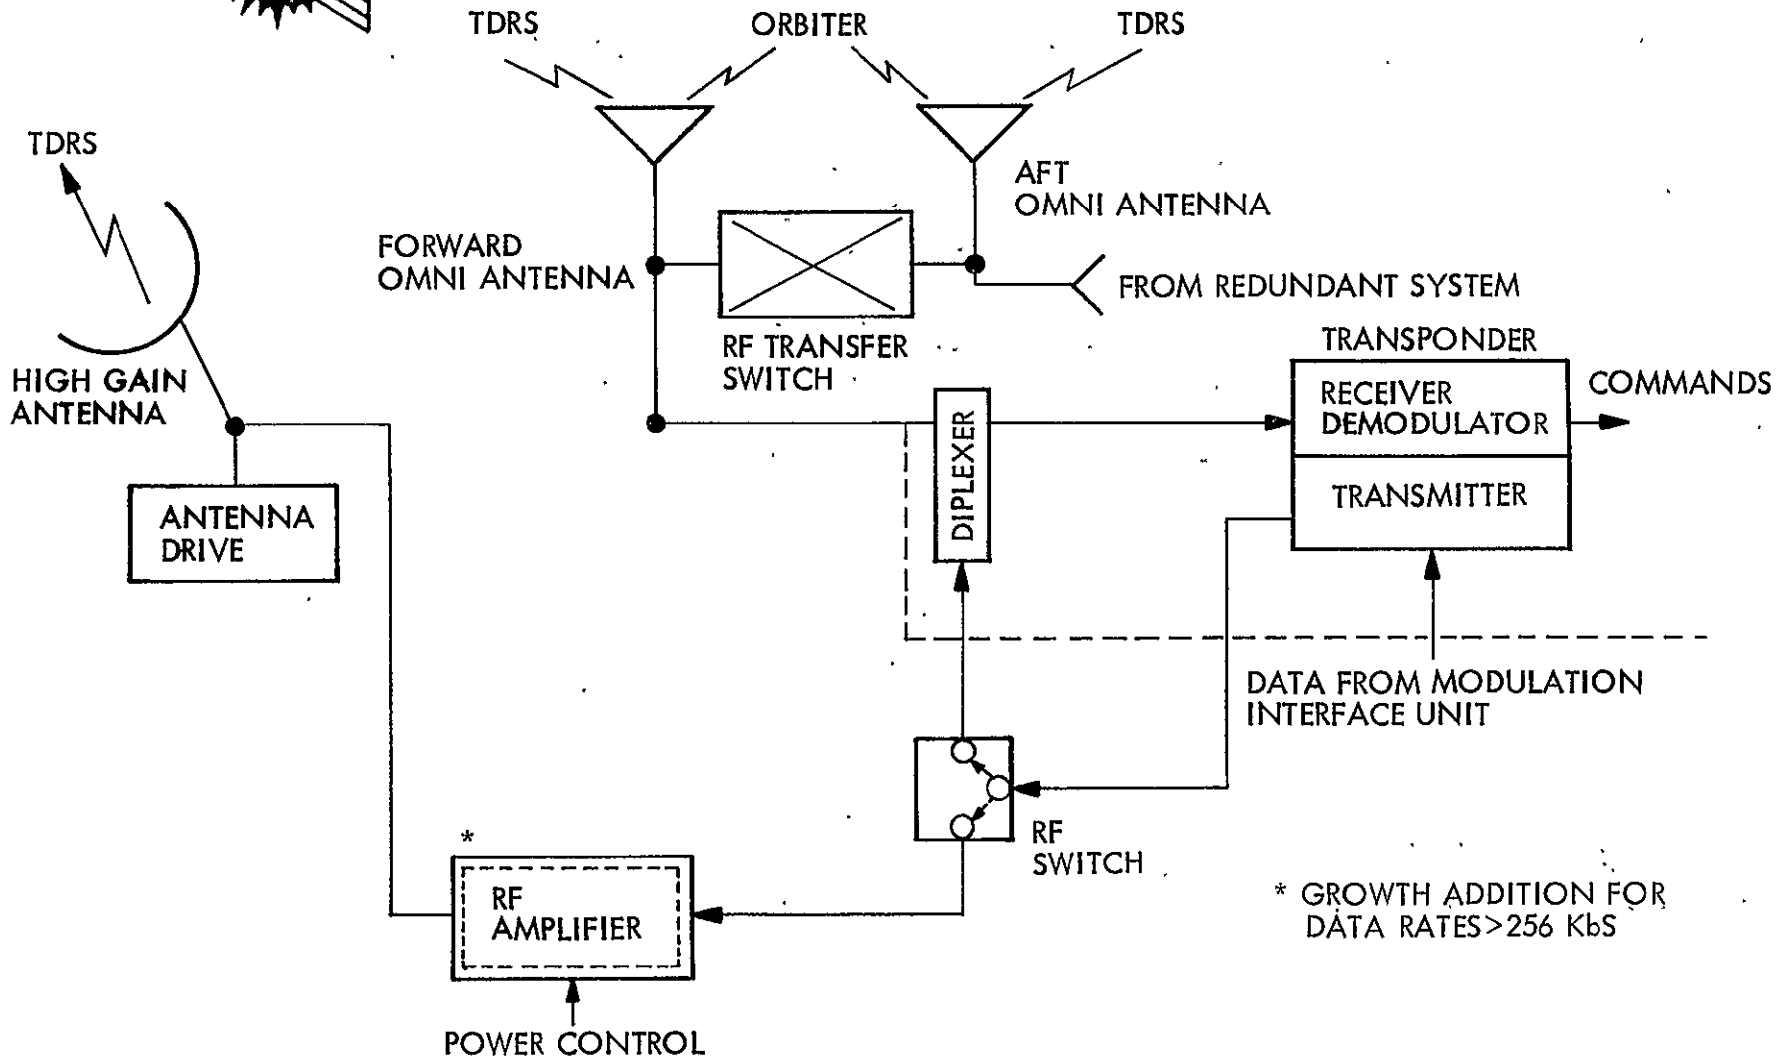 TDRS
ORBITER
TDRS
TDRS
AFT
OMNI ANTENNA
FORWARD
OMNI ANTENNA
FROM REDUNDANT SYSTEM
RF TRANSFER
SWITCH
TRANSPONDER
HIGH GAIN
ANTENNA
RECEIVER
DEMODULATOR
COMMANDS
DIPLEXER
TRANSMITTER
ANTENNA
DRIVE
DATA FROM MODULATION
INTERFACE UNIT
RF
SWITCH
*
RF
AMPLIFIER
* GROWTH ADDITION FOR
DATA RATES>256 KbS
POWER CONTROL